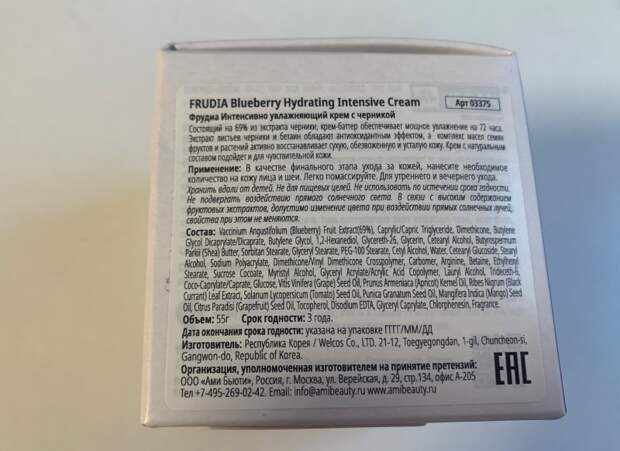 FRUDIA Blueberry Hydrating Intensive Cream
Арт 03375
Фрудиа Интенсивно увлажняющий крем с черникой
Состоящий на 69% из экстракта черники, крем-баттер обеспечивает мощное увлажнение на 72 часа.
Экстракт листьев черники и бетаин обладают антиоксидантным эффектом, а комплекс масел семян
фруктов и растений активно восстанавливает сухую, обезвоженную и усталую кожу. Крем с натуральным
составом подойдет и для чувствительной кожи.
Применение: В качестве финального этапа ухода за кожей, нанесите необходимое
количество на кожу лица и шеи. Легко помассируйте. Для утреннего и вечернего ухода.
Хранить вдали от детей. Не для пищевых целей. Не использовать по истечении срока годности.
Не подвергать воздействию прямого солнечного света. В связи с высоким содержанием
фруктовых экстрактов, допустимо изменение цвета при воздействии прямых солнечных лучей,
свойства при этом не меняются.
Состав: Vaccinium Angustifolium (Blueberry) Fruit Extract(69%), Caprylic/Capric Triglyceride, Dimethicone, Butylene
Glycol Dicaprylate/Dicaprate, Butylene Glycol, 1,2-Hexanediol, Glycereth-26, Glycerin, Cetearyl Alcohol, Butyrospermum
Parkii (Shea) Butter, Sorbitan Stearate, Glyceryl Stearate, PEG-100 Stearate, Cetyl Alcohol, Water, Cetearyl Glucoside, Stearyl
Alcohol, Sodium Polyacrylate, Dimethicone/Vinyl Dimethicone Crosspolymer, Carbomer, Arginine, Betaine, Ethylhexyl
Stearate, Sucrose Cocoate, Myristyl Alcohol, Glyceryl Acrylate/Acrylic Acid Copolymer, Lauryl Alcohol, Trideceth-6,
Coco-Caprylate/Caprate, Glucose, Vitis Vinifera (Grape) Seed Oil, Prunus Armeniaca (Apricot) Kernel Oil, Ribes Nigrum (Black
Currant) Leaf Extract, Solanum Lycopersicum (Tomato) Seed Oil, Punica Granatum Seed Oil, Mangifera Indica (Mango) Seed
Oil, Citrus Paradisi (Grapefruit) Seed Oil, Tocopherol, Disodium EDTA, Glyceryl Caprylate, Chlorphenesin, Fragrance.
Объем: 55г Срок годности: 3 года.
Дата окончания срока годности: указана на упаковке ГГГГ/ММ/ДД
Изготовитель: Республика Корея / Welcos Co., LTD. 21-12, Toegyegongdan, 1-gil, Chuncheon-si,
Gangwon-do, Republic of Korea.
Организация, уполномоченная изготовителем на принятие претензий:
ООО «Ами Бьюти», Россия, г. Москва, ул. Верейская, д. 29, стр.134, офис А-205
Тел +7-495-269-02-42. Email: info@amibeauty.ru www.amibeauty.ru
EAC